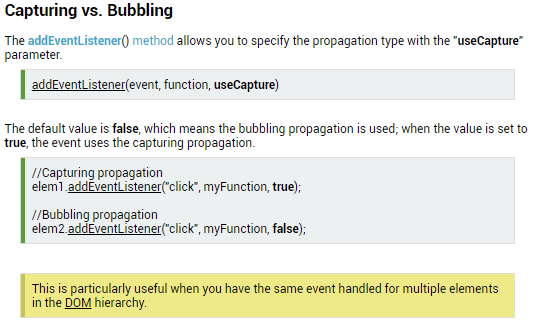 Capturing vs. Bubbling
The addEventListener() method allows you to specify the propagation type with the "useCapture"
parameter.
addEventListener(event, function, useCapture)
The default value is false, which means the bubbling propagation is used; when the value is set to
true, the event uses the capturing propagation.
//Capturing propagation
elem1.addEventListener("click", myFunction, true);
//Bubbling propagation
elem2.addEventListener("click", myFunction, false);
This is particularly useful when you have the same event handled for multiple elements
in the DOM hierarchy.